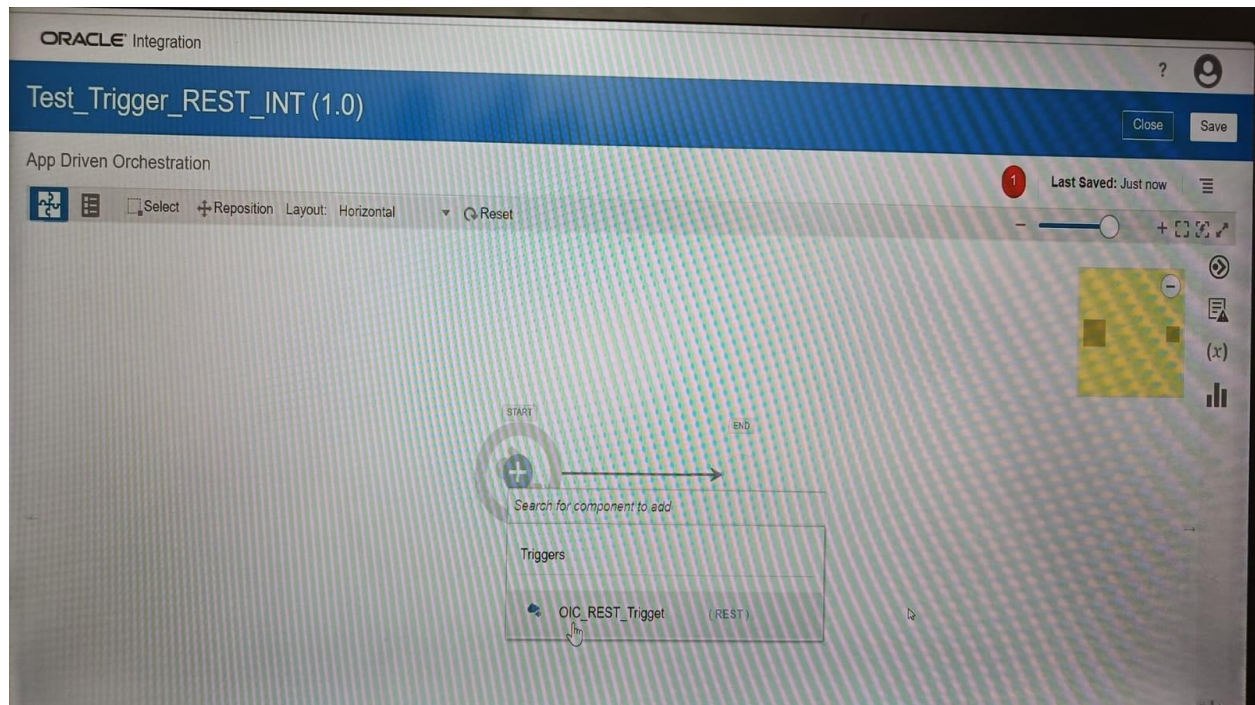 ORACLE Integration
?
Test_Trigger_REST_INT (1.0)
Close Save
App Driven Orchestration
1 Last Saved: Just now
Select Reposition Layout: Horizontal Reset
(x)
START
END
Search for component to add
Triggers
OIC_REST_Trigget (REST)